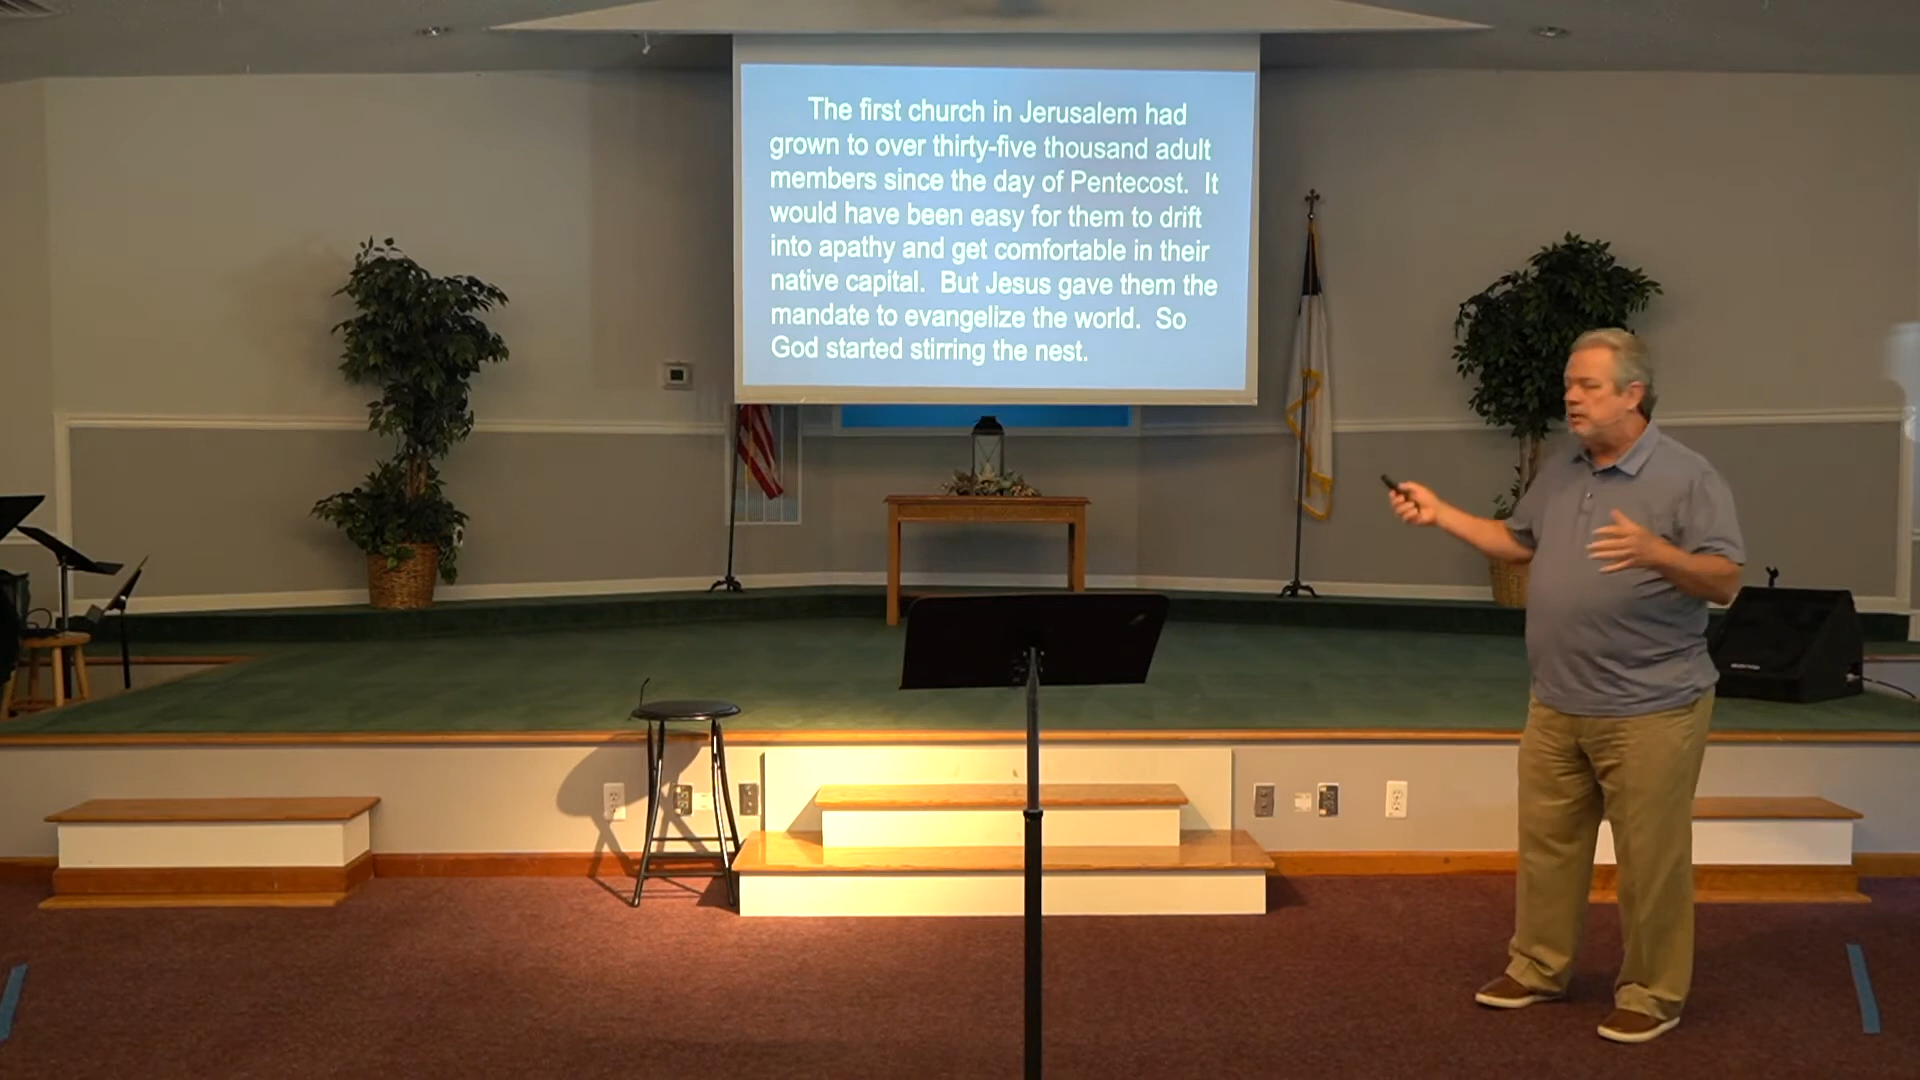 The first church in Jerusalem had
grown to over thirty-five thousand adult
members since the day of Pentecost.  It
would have been easy for them to drift
into apathy and get comfortable in their
native capital.  But Jesus gave them the
mandate to evangelize the world.  So
God started stirring the nest.